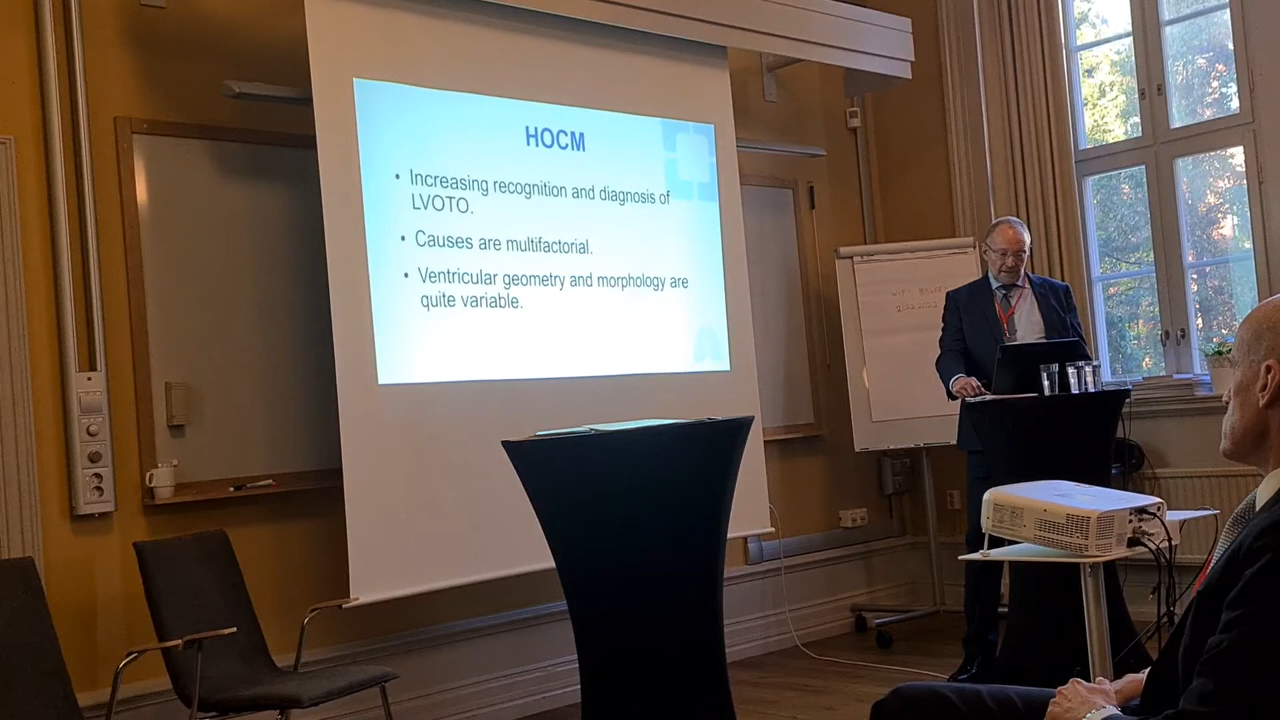 HOCM
• Increasing recognition and diagnosis of
LVOTO.
• Causes are multifactorial.
• Ventricular geometry and morphology are
quite variable.